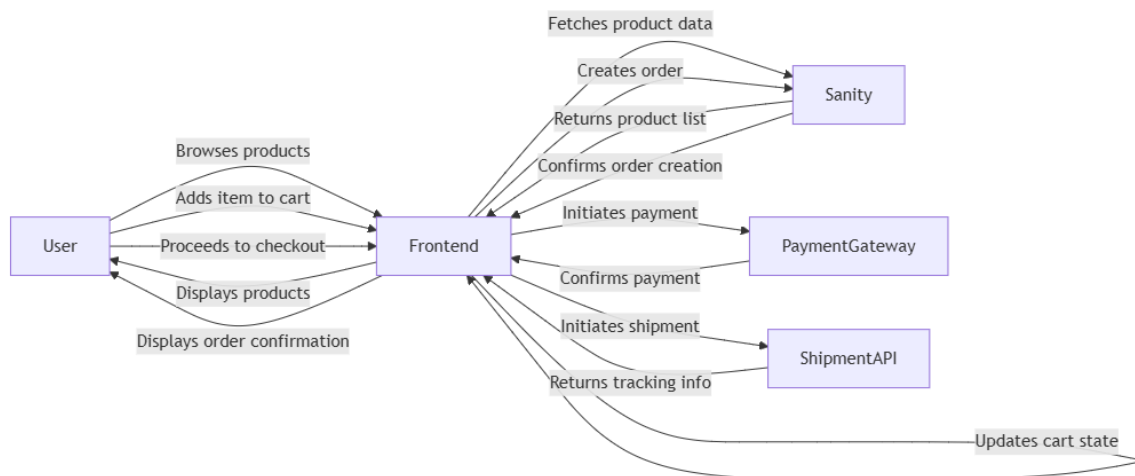 Fetches product data
Creates order
Sanity
Returns product list
Browses products
Confirms order creation
Adds item to cart
Initiates payment
User
Proceeds to checkout
Frontend
PaymentGateway
Confirms payment
Displays products
Initiates shipment
Displays order confirmation
ShipmentAPI
Returns tracking info
Updates cart state